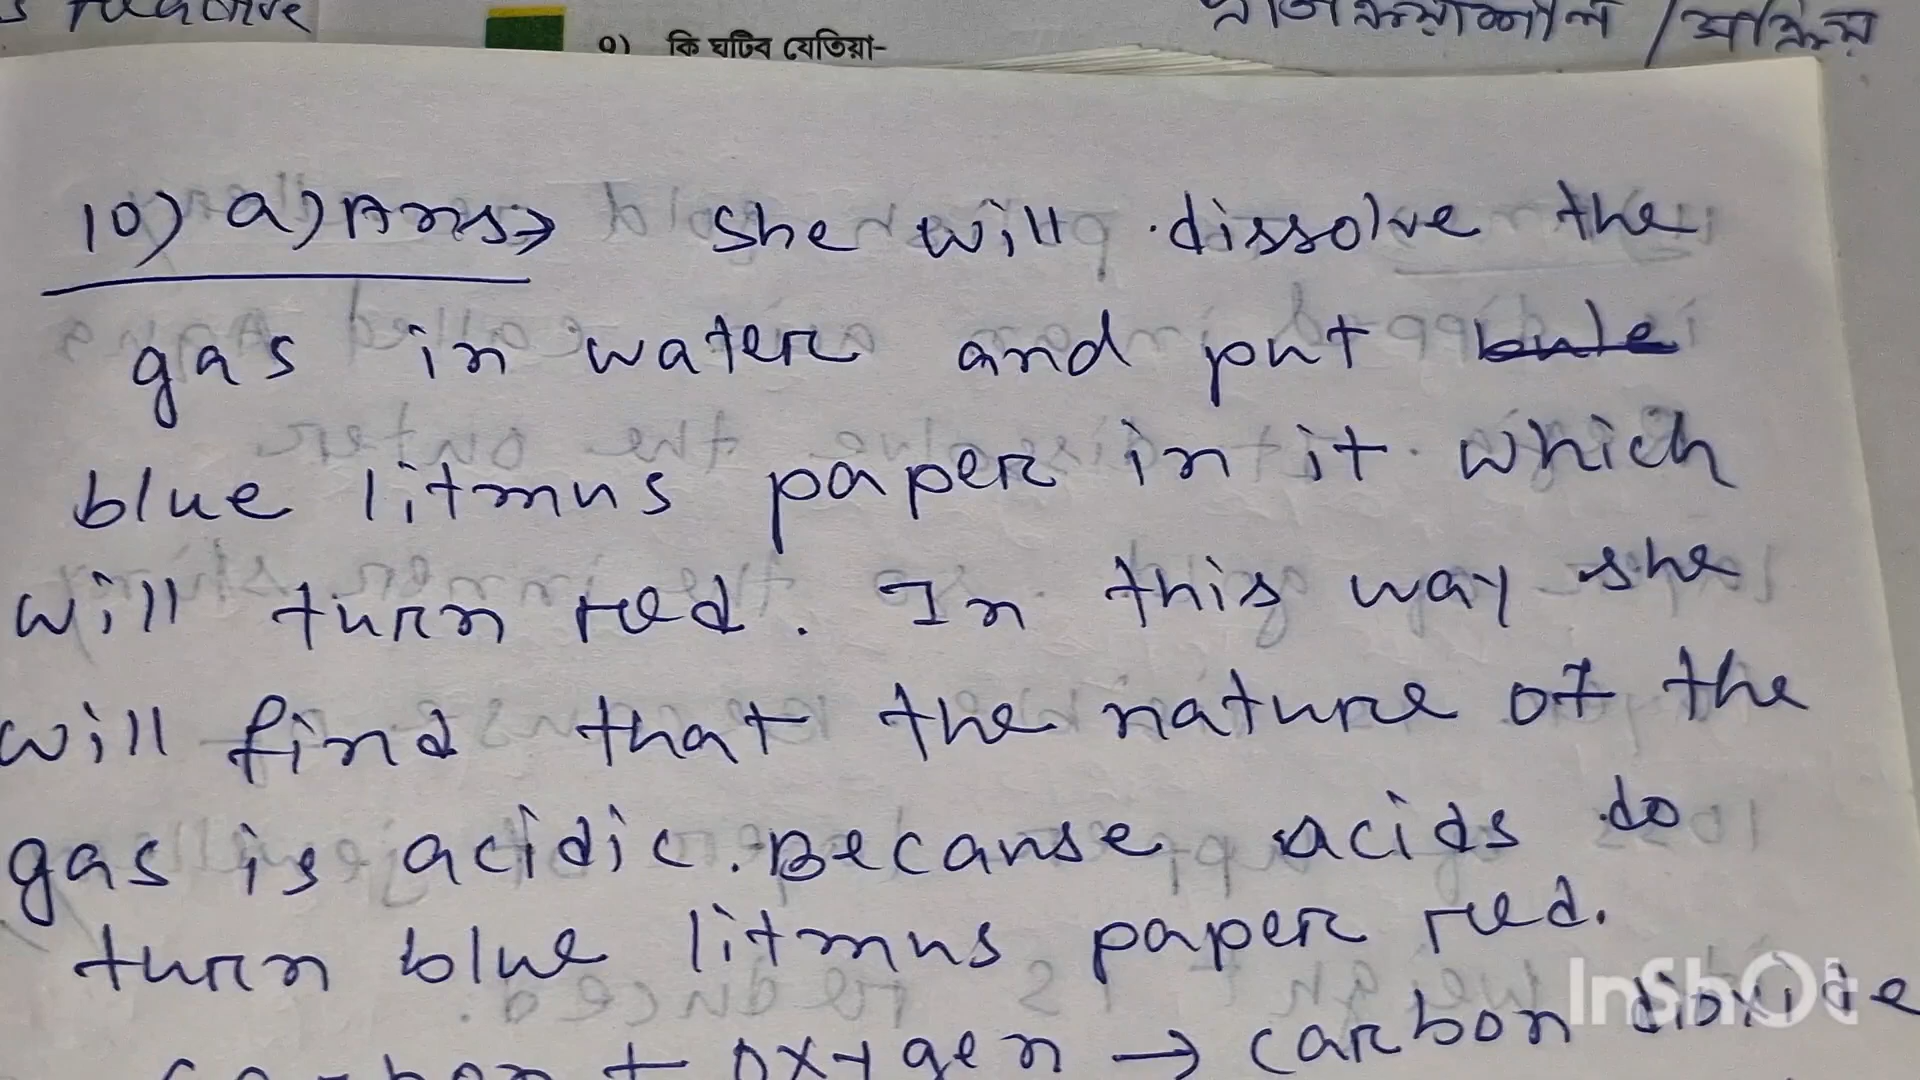 ০) কি ঘটিব যেতিয়া-
10) a) Ans→ She will dissolve the
gas in water and put bule
blue litmus paper in it which
will turn red. In this way she
will find that the nature of the
gas is acidic. Because acids do
turn blue litmus paper red.
carbon + oxygen → carbon dioxide
InShOt